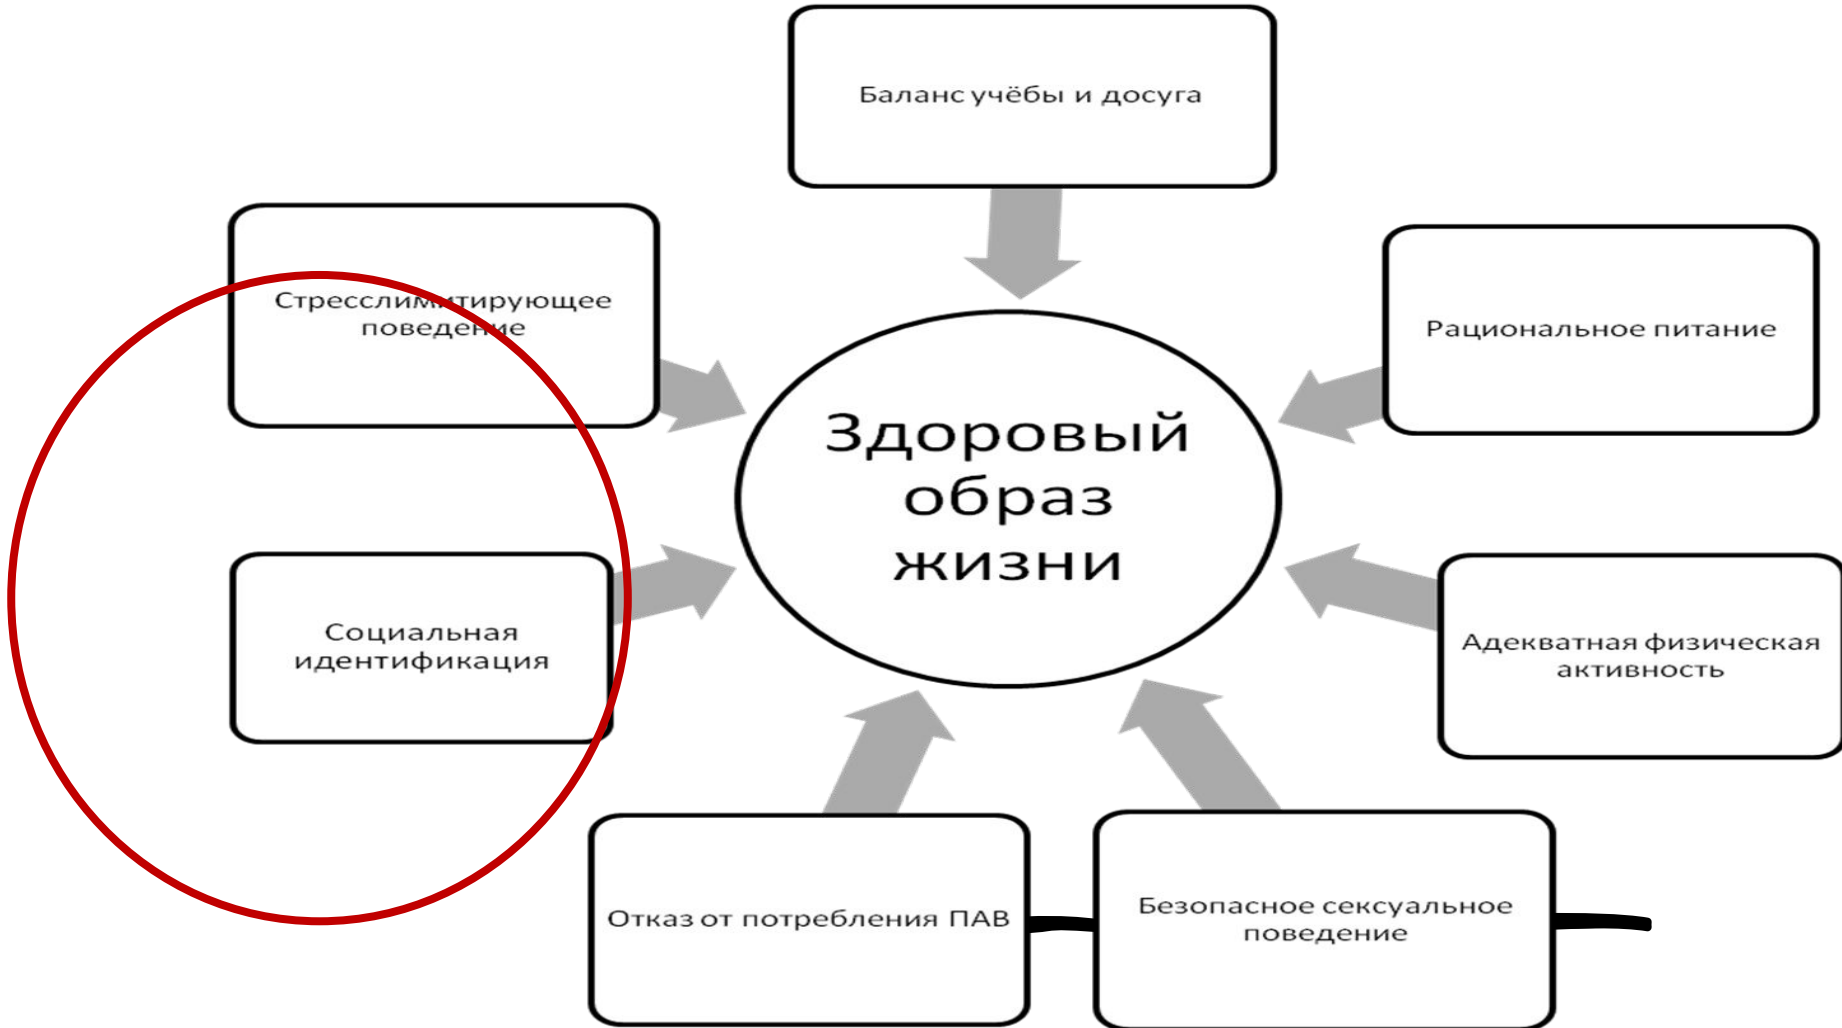 Баланс учёбы и досуга
Стресслимитирующее
поведение
Рациональное питание
Здоровый
образ
жизни
Социальная
идентификация
Адекватная физическая
активность
Отказ от потребления ПАВ
Безопасное сексуальное
поведение